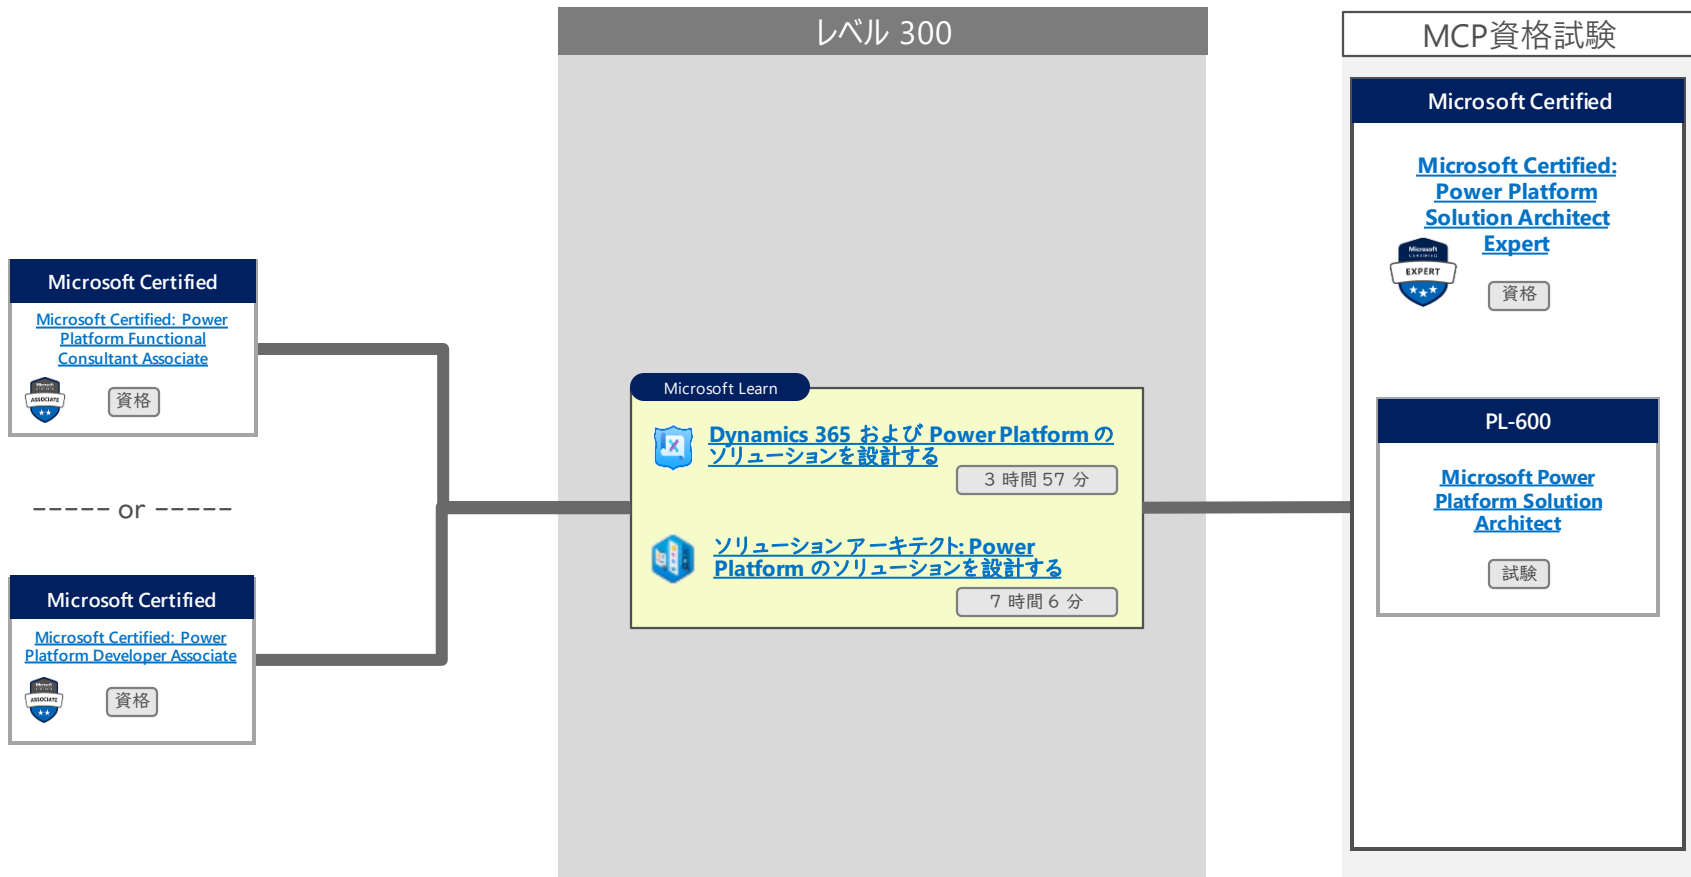 レベル 300
MCP資格試験
Microsoft Certified
Microsoft Certified: Power
Platform Functional
Consultant Associate
ASSOCIATE
資格
----- or -----
Microsoft Certified
Microsoft Certified: Power
Platform Developer Associate
ASSOCIATE
資格
Microsoft Learn
Dynamics 365 および Power Platform の
ソリューションを設計する
3 時間 57 分
ソリューション アーキテクト: Power
Platform のソリューションを設計する
7 時間 6 分
Microsoft Certified
Microsoft Certified:
Power Platform
Solution Architect
Expert
Microsoft
CERTIFIED
EXPERT
資格
PL-600
Microsoft Power
Platform Solution
Architect
試験